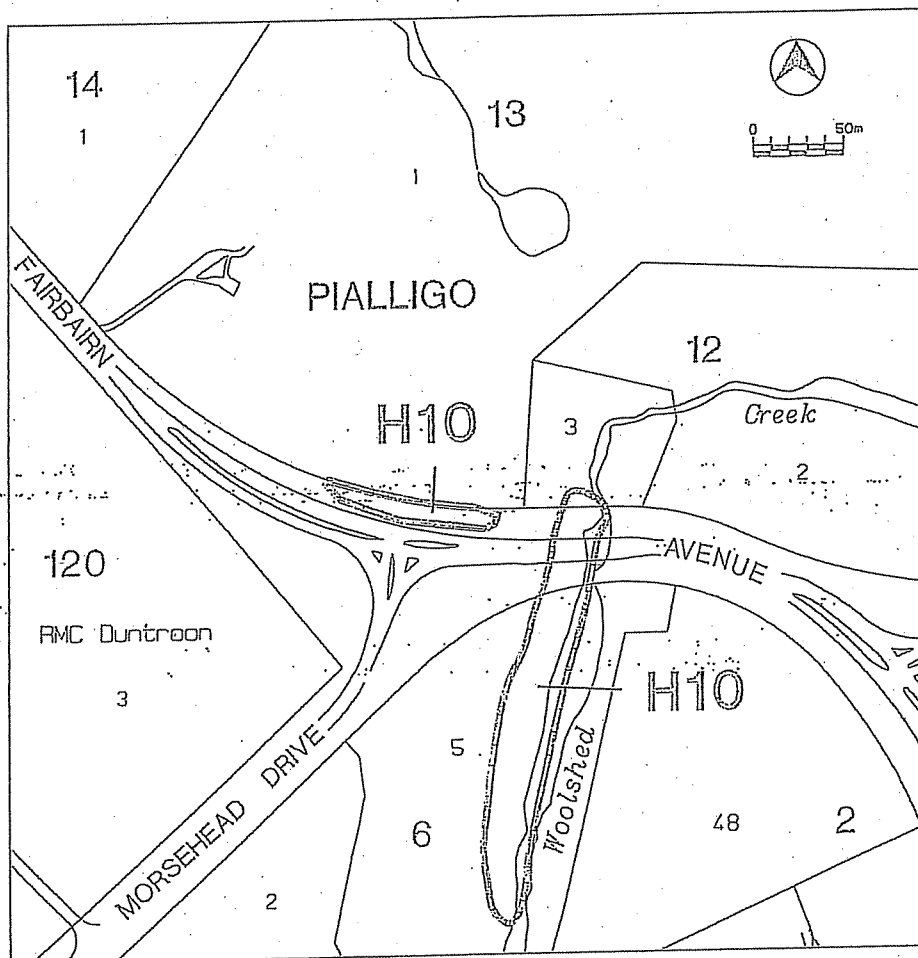 14
13
0 50m
1
1
FAIRBAIRN
PIALLIGO
12
H10
3
Creek
2
120
AVENUE
RMC Duntroon
3
H10
5
Woolshed
MORSEHEAD DRIVE
6
48
2
2